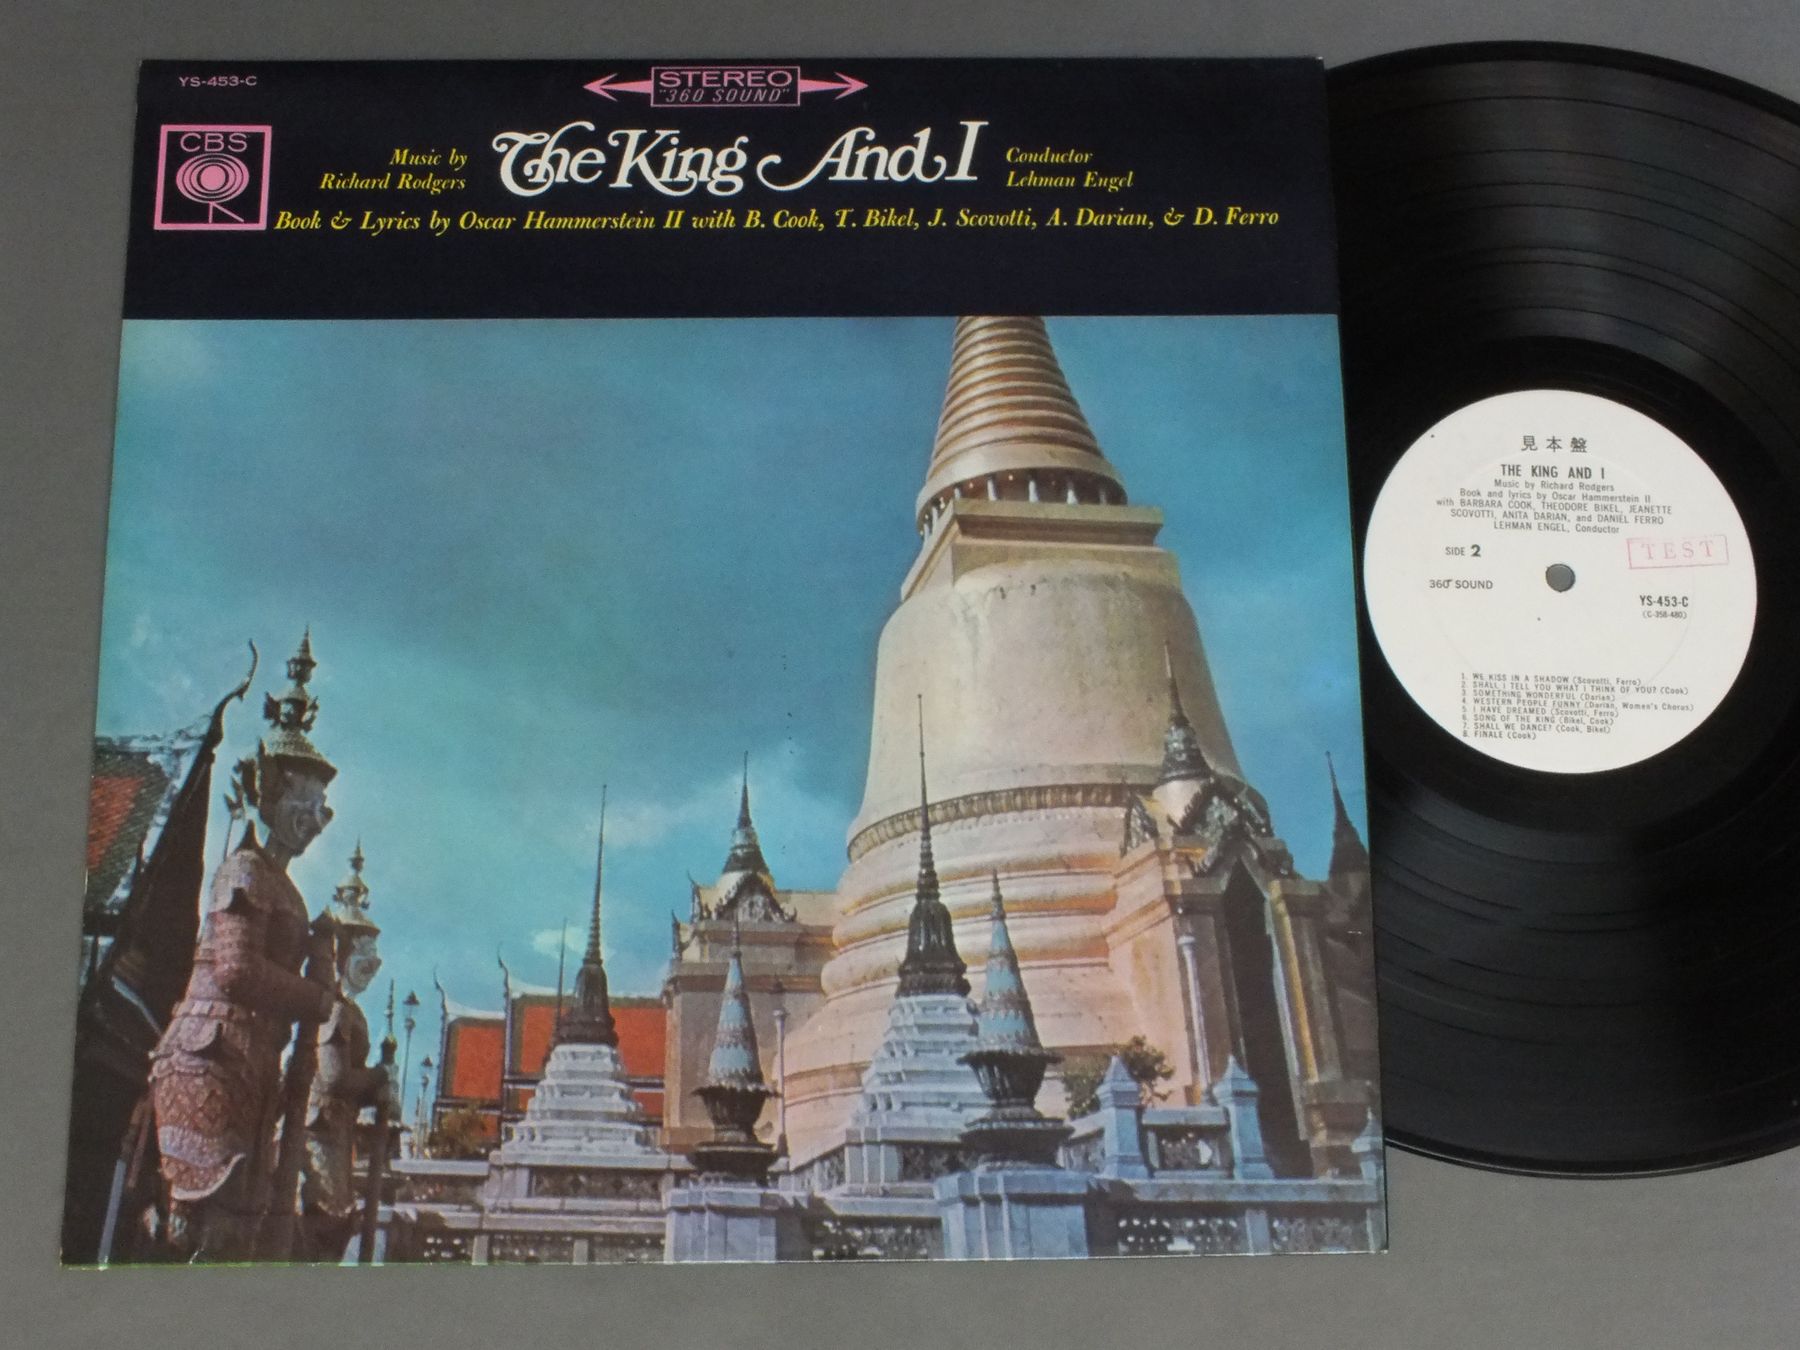 YS-453-C
STEREO
"360 SOUND"
CBS
Music by
Richard Rodgers
The King And I
Conductor
Lehman Engel
Book & Lyrics by Oscar Hammerstein II with B. Cook, T. Bikel, J. Scovotti, A. Darian, & D. Ferro
見本盤
THE KING AND I
Music by Richard Rodgers
Book and lyrics by Oscar Hammerstein II
with BARBARA COOK, THEODORE BIKEL, JEANETTE
SCOVOTTI, ANITA DARIAN, and DANIEL FERRO
LEHMAN ENGEL, Conductor
SIDE 2
TEST
360 SOUND
YS-453-C
(C-358-480)
1. WE KISS IN A SHADOW (Scovotti, Ferro)
2. SHALL I TELL YOU WHAT I THINK OF YOU? (Cook)
3. SOMETHING WONDERFUL (Darian)
4. WESTERN PEOPLE FUNNY (Darian, Women's Chorus)
5. I HAVE DREAMED (Scovotti, Ferro)
6. SONG OF THE KING (Bikel, Cook)
7. SHALL WE DANCE? (Cook, Bikel)
8. FINALE (Cook)